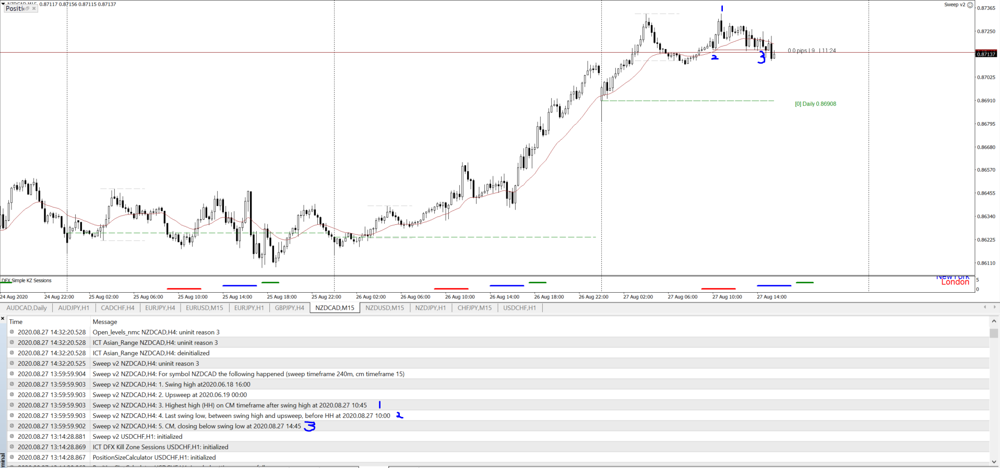 NZDCAD,M15 0.87117 0.87156 0.87115 0.87137
Positic
Sweep v2
0.87365
0.87250
0.87137
0.87025
0.86910
0.86795
0.86680
0.86570
0.86455
0.86340
0.86225
0.86110
1
2
3
0 0 pips | 9 | 11:24
[0] Daily 0.86908
DFX Simple KZ Sessions
NewYork
London
5
0
24 Aug 2020 24 Aug 22:00 25 Aug 02:00 25 Aug 06:00 25 Aug 10:00 25 Aug 14:00 25 Aug 18:00 25 Aug 22:00 26 Aug 02:00 26 Aug 06:00 26 Aug 10:00 26 Aug 14:00 26 Aug 18:00 26 Aug 22:00 27 Aug 02:00 27 Aug 06:00 27 Aug 10:00 27 Aug 14:00
AUDCAD,Daily AUDJPY,H1 CADCHF,H4 EURJPY,H4 EURUSD,M15 EURJPY,H1 GBPJPY,H4 NZDCAD,M15 NZDUSD,M15 NZDJPY,H1 CHFJPY,M15 USDCHF,H1
Time Message
2020.08.27 14:32:20.528 Open_levels_nmc NZDCAD,H4: uninit reason 3
2020.08.27 14:32:20.528 ICT Asian_Range NZDCAD,H4: uninit reason 3
2020.08.27 14:32:20.528 ICT Asian_Range NZDCAD,H4: deinitialized
2020.08.27 14:32:20.525 Sweep v2 NZDCAD,H4: uninit reason 3
2020.08.27 13:59:59.904 Sweep v2 NZDCAD,H4: For symbol NZDCAD the following happened (sweep timeframe 240m, cm timeframe 15)
2020.08.27 13:59:59.903 Sweep v2 NZDCAD,H4: 1. Swing high at2020.06.18 16:00
2020.08.27 13:59:59.903 Sweep v2 NZDCAD,H4: 2. Upsweep at 2020.06.19 00:00
2020.08.27 13:59:59.903 Sweep v2 NZDCAD,H4: 3. Highest high (HH) on CM timeframe after swing high at 2020.08.27 10:45 1
2020.08.27 13:59:59.903 Sweep v2 NZDCAD,H4: 4. Last swing low, between swing high and upsweep, before HH at 2020.08.27 10:00 2
2020.08.27 13:59:59.902 Sweep v2 NZDCAD,H4: 5. CM, closing below swing low at 2020.08.27 14:45 3
2020.08.27 13:14:28.881 Sweep v2 USDCHF,H1: initialized
2020.08.27 13:14:28.869 ICT DFX Kill Zone Sessions USDCHF,H1: initialized
2020.08.27 13:14:28.867 PositionSizeCalculator USDCHF,H1: initialized
minal